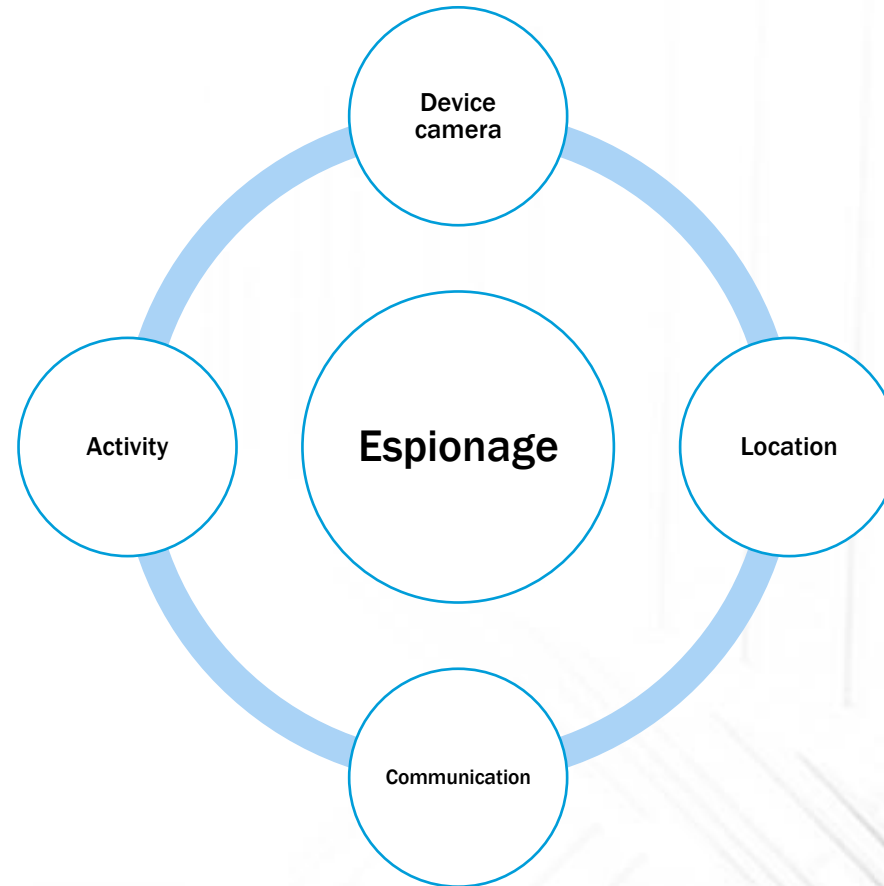 Device
camera
Activity
Espionage
Location
Communication